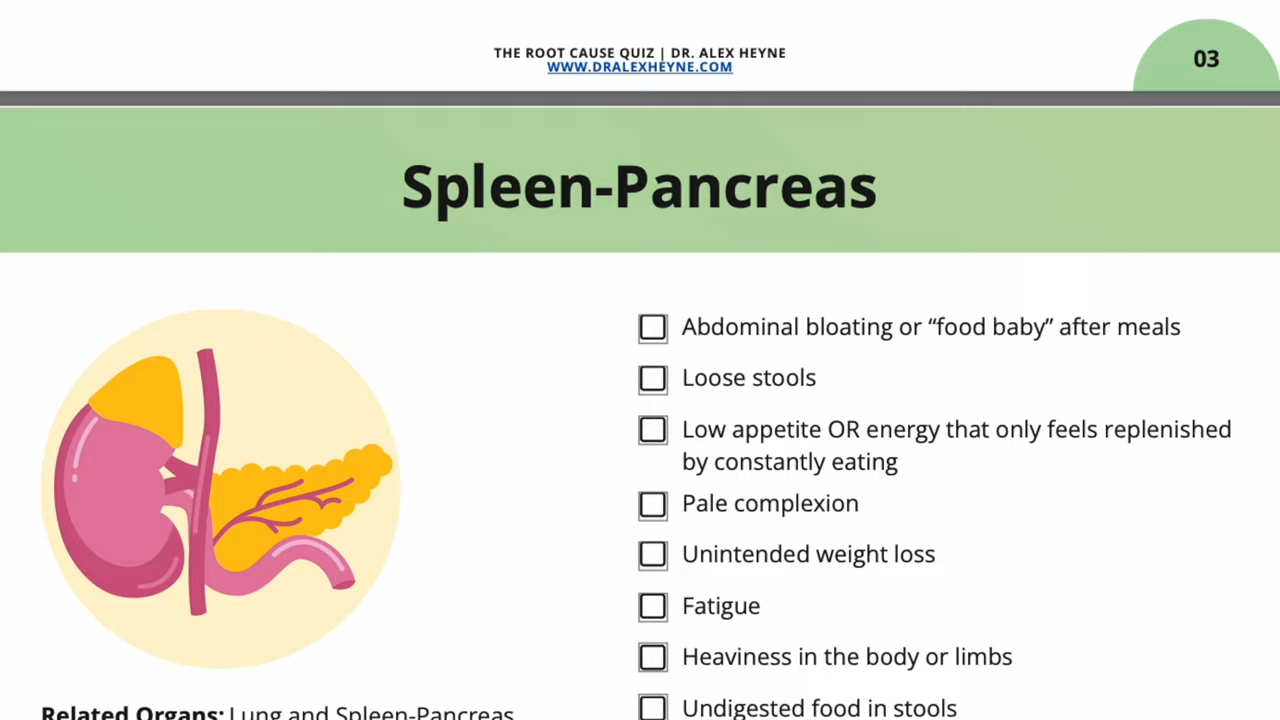 THE ROOT CAUSE QUIZ | DR. ALEX HEYNE
WWW.DRALEXHEYNE.COM
03
Spleen-Pancreas
Abdominal bloating or “food baby” after meals
Loose stools
Low appetite OR energy that only feels replenished
by constantly eating
Pale complexion
Unintended weight loss
Fatigue
Heaviness in the body or limbs
Undigested food in stools
Related Organs: Lung and Spleen-Pancreas